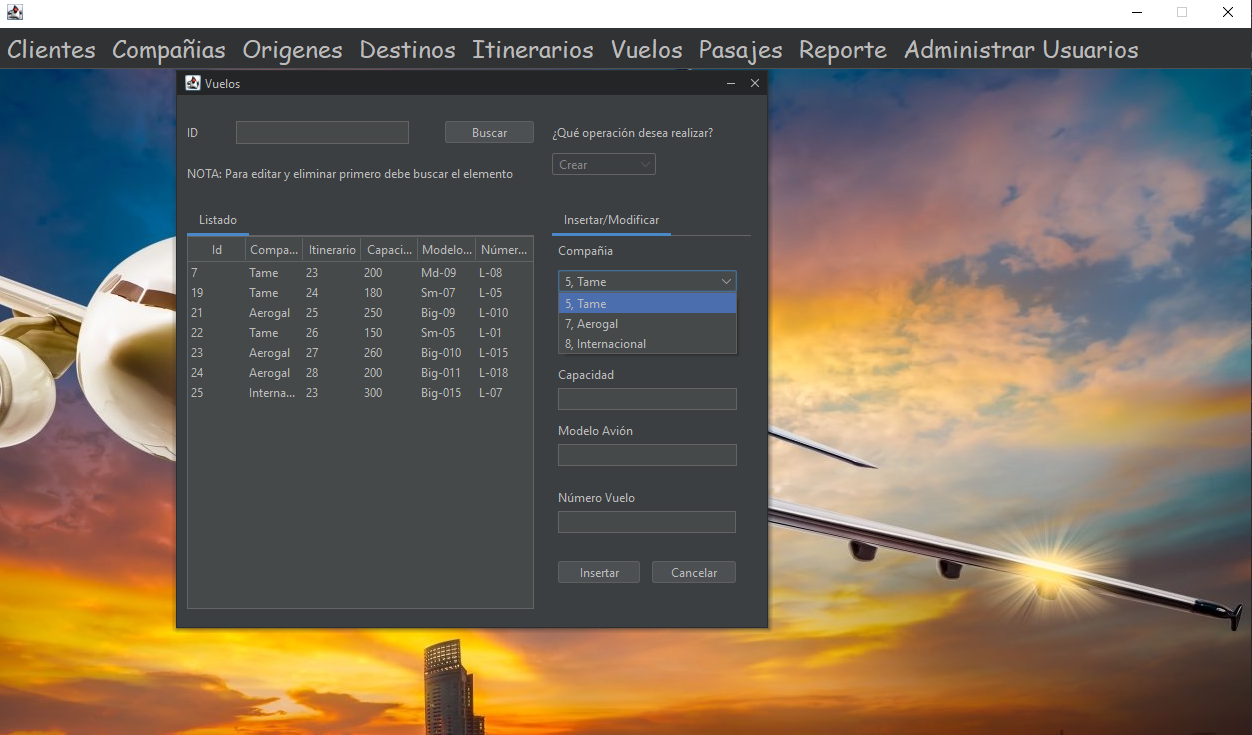 Clientes Compañias Origenes Destinos Itinerarios Vuelos Pasajes Reporte Administrar Usuarios
Vuelos
ID Buscar ¿Qué operación desea realizar?
Crear
NOTA: Para editar y eliminar primero debe buscar el elemento
Listado
Id Compa... Itinerario Capaci... Modelo... Númer...
7 Tame 23 200 Md-09 L-08
19 Tame 24 180 Sm-07 L-05
21 Aerogal 25 250 Big-09 L-010
22 Tame 26 150 Sm-05 L-01
23 Aerogal 27 260 Big-010 L-015
24 Aerogal 28 200 Big-011 L-018
25 Interna... 23 300 Big-015 L-07
Insertar/Modificar
Compañia
5, Tame
5, Tame
7, Aerogal
8, Internacional
Capacidad
Modelo Avión
Número Vuelo
Insertar Cancelar